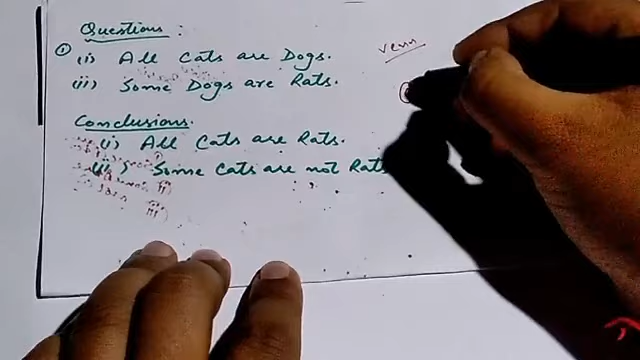 Questions :
venn
① (i) All Cats are Dogs.
(ii) Some Dogs are Rats.
Conclusions.
(i) All Cats are Rats.
(ii) Some Cats are not Rats